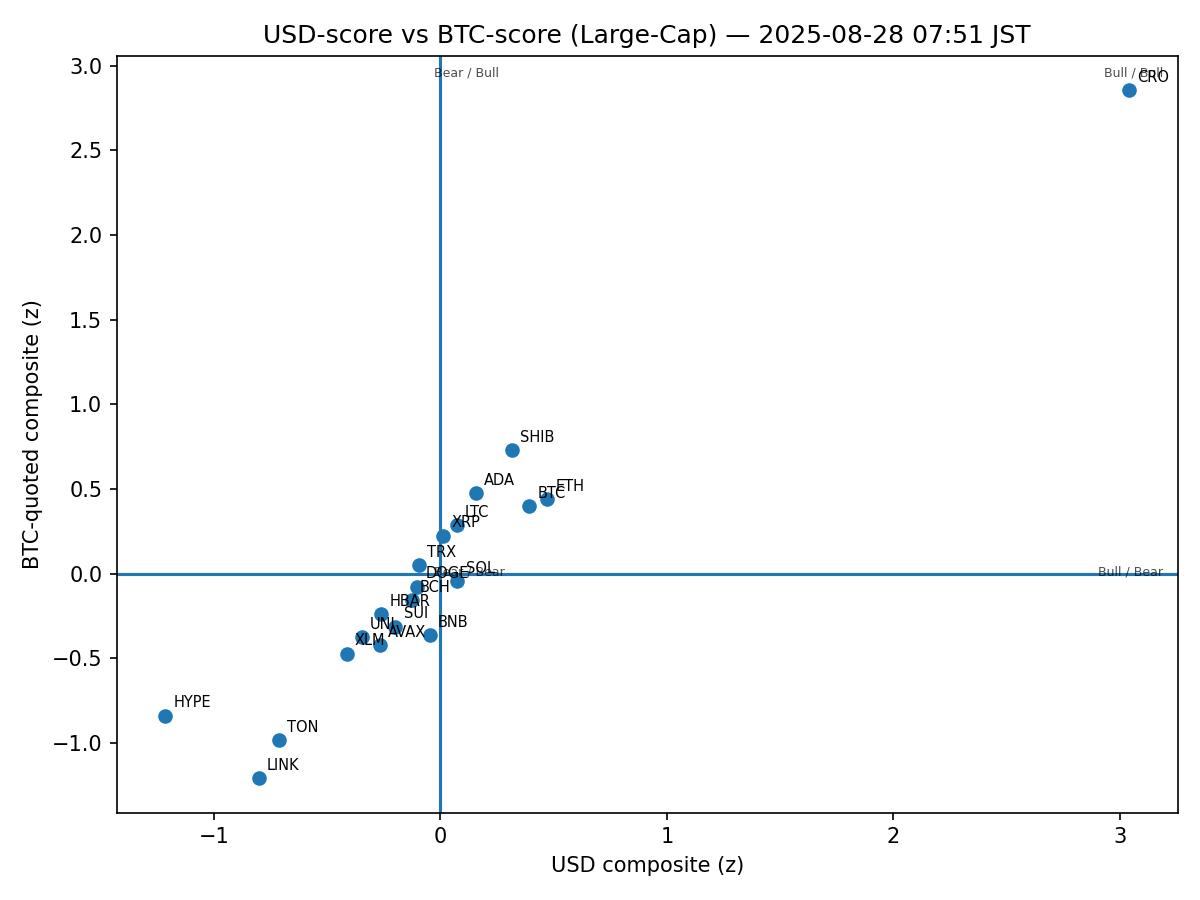 USD-score vs BTC-score (Large-Cap) — 2025-08-28 07:51 JST
3.0
Bear / Bull
Bull / Bull
CRO
2.5
2.0
1.5
1.0
0.5
0.0
−0.5
−1.0
BTC-quoted composite (z)
SHIB
ADA
ETH
BTC
LTC
XRP
TRX
SOL
DOGE
Bear / Bear
Bull / Bear
BCH
HBAR
SUI
BNB
UNI
AVAX
XLM
HYPE
TON
LINK
−1
0
1
2
3
USD composite (z)